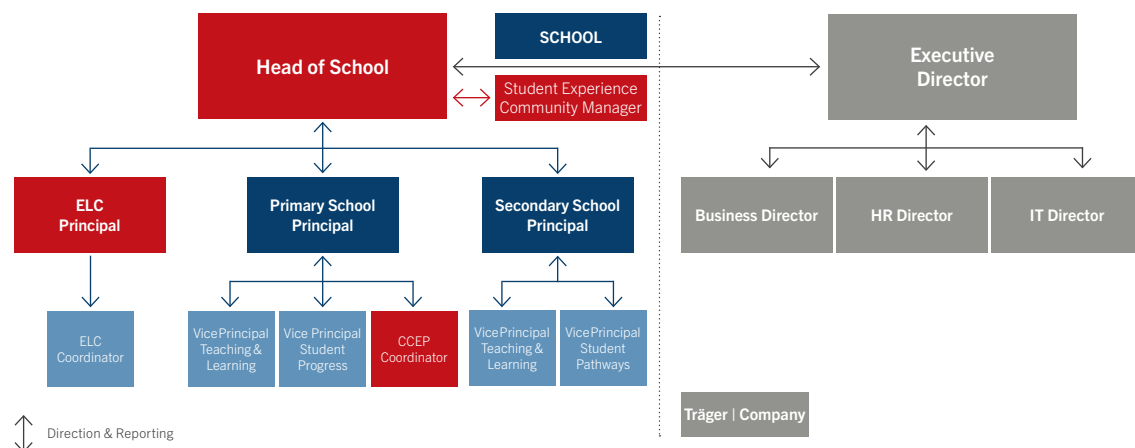 SCHOOL
Head of School
Executive
Director
Student Experience
Community Manager
ELC
Principal
Primary School
Principal
Secondary School
Principal
Business Director
HR Director
IT Director
ELC
Coordinator
Vice Principal
Teaching &
Learning
Vice Principal
Student
Progress
CCEP
Coordinator
Vice Principal
Teaching &
Learning
Vice Principal
Student
Pathways
Träger | Company
Direction & Reporting